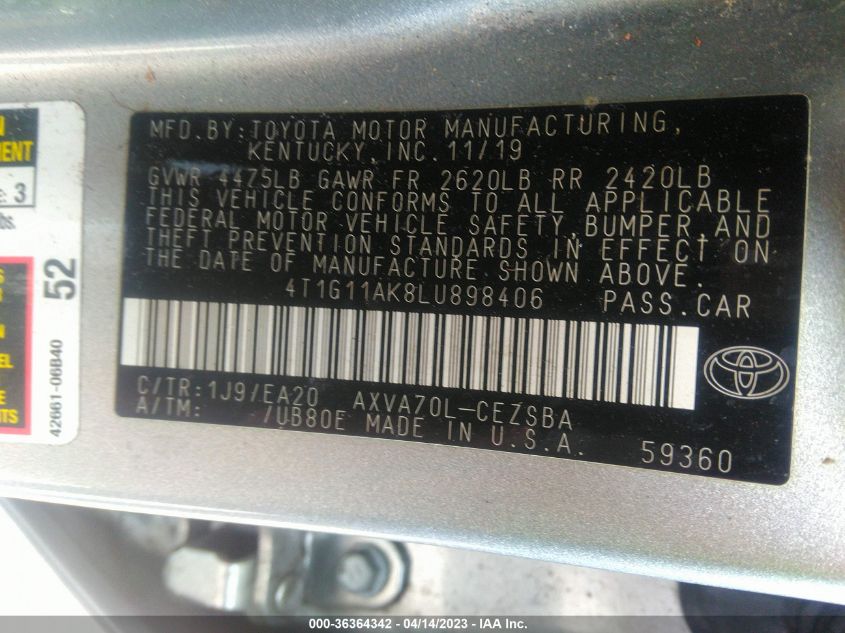 MFD.BY:TOYOTA MOTOR MANUFACTURING,
KENTUCKY,INC.11/19
GVWR 4475LB GAWR FR 2620LB RR 2420LB
THIS VEHICLE CONFORMS TO ALL APPLICABLE
FEDERAL MOTOR VEHICLE SAFETY,BUMPER,AND
THEFT PREVENTION STANDARDS IN EFFECT ON
THE DATE OF MANUFACTURE SHOWN ABOVE.
4T1G11AK8LU898406 PASS.CAR
C/TR:1J9/EA20 AXVA70L-CEZSBA
A/TM: /UB80E MADE IN U.S.A.
59360
3
52
42661-06B40
000-36364342 / 04/14/2023 - IAA Inc.